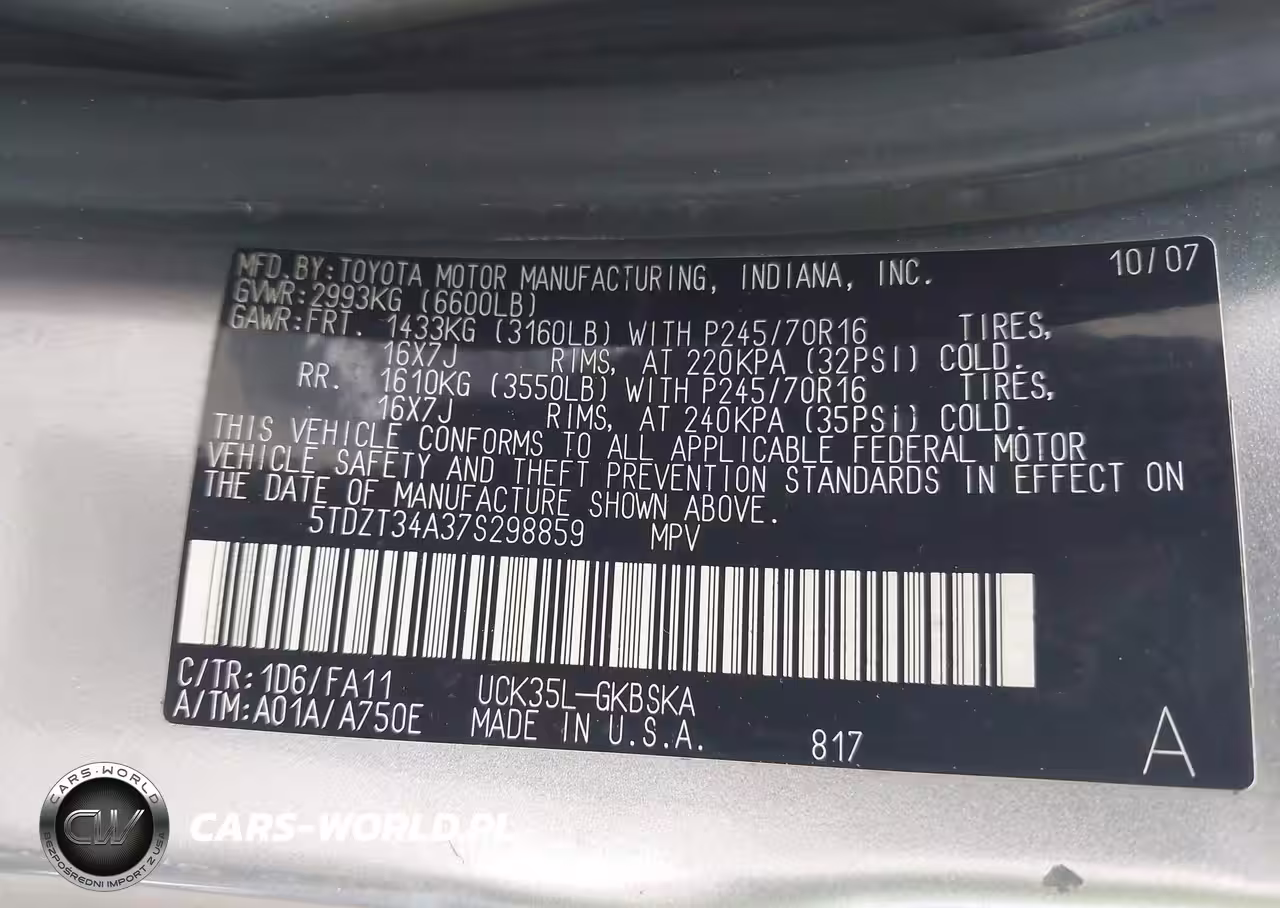 MFD.BY:TOYOTA MOTOR MANUFACTURING, INDIANA, INC. 10/07
GVWR:2993KG (6600LB)
GAWR:FRT. 1433KG (3160LB) WITH P245/70R16 TIRES,
16X7J RIMS, AT 220KPA (32PSI) COLD.
RR. 1610KG (3550LB) WITH P245/70R16 TIRES,
16X7J RIMS, AT 240KPA (35PSi) COLD.
THIS VEHICLE CONFORMS TO ALL APPLICABLE FEDERAL MOTOR
VEHICLE SAFETY AND THEFT PREVENTION STANDARDS IN EFFECT ON
THE DATE OF MANUFACTURE SHOWN ABOVE.
5TDZT34A37S298859 MPV
C/TR:1D6/FA11 UCK35L-GKBSKA
A/TM:A01A/A750E MADE IN U.S.A. 817 A
CARS-WORLD
CW
BEZPOŚREDNI IMPORT Z USA
CARS-WORLD.PL